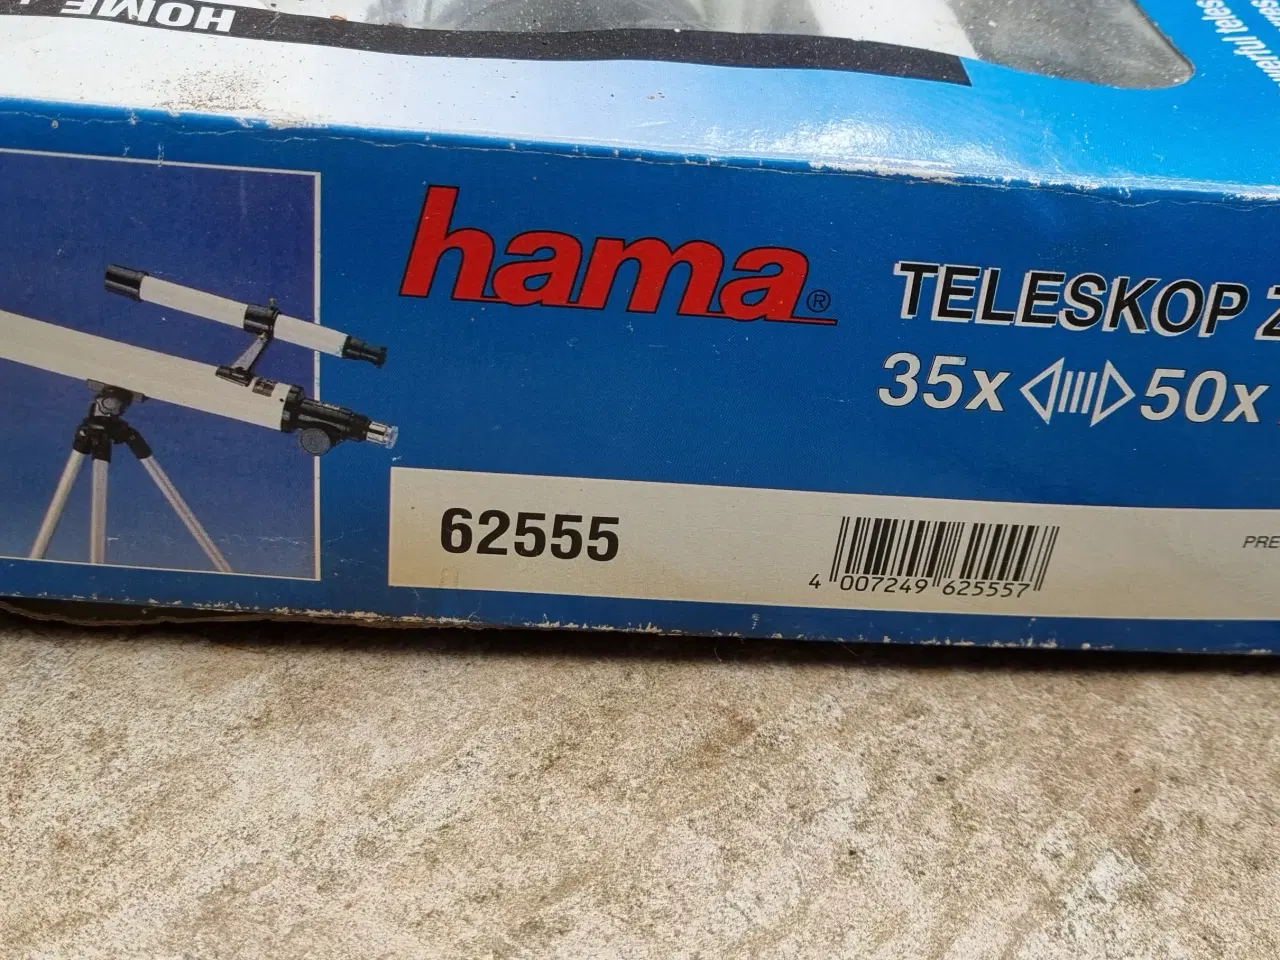 HOME
hama®
TELESKOP
35x 50x
62555
4 007249 625557